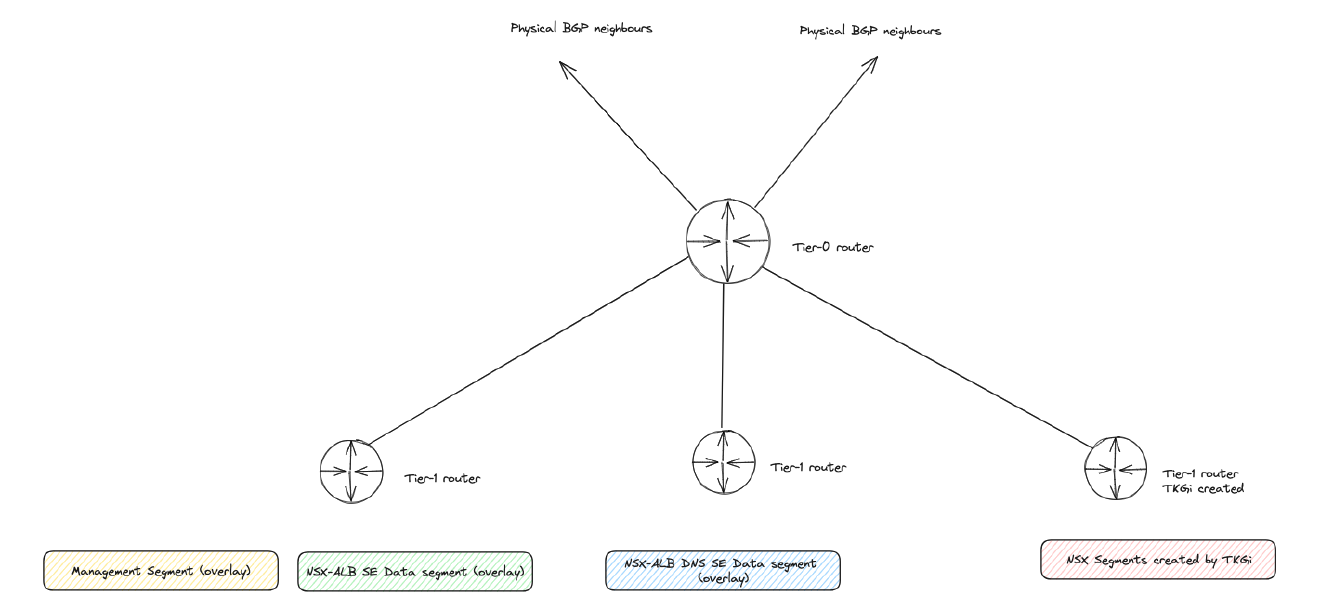 Physical BGP neighbours
Physical BGP neighbours
Tier-0 router
Tier-1 router
Tier-1 router
Tier-1 router
TKGi created
Management Segment (overlay)
NSX-ALB SE Data segment (overlay)
NSX-ALB DNS SE Data segment
(overlay)
NSX Segments created by TKGi